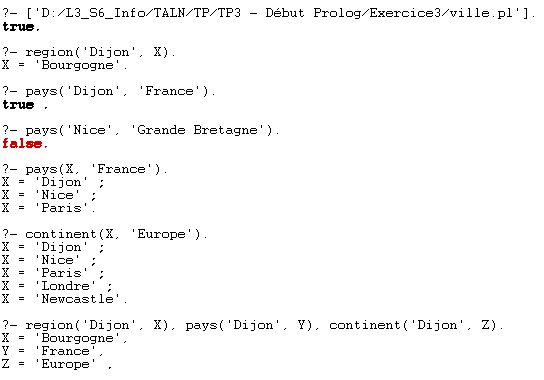 ?- ['D:/L3_S6_Info/TALN/TP/TP3 - Début Prolog/Exercice3/ville.pl'].
true.
?- region('Dijon', X).
X = 'Bourgogne'.
?- pays('Dijon', 'France').
true .
?- pays('Nice', 'Grande Bretagne').
false.
?- pays(X, 'France').
X = 'Dijon' ;
X = 'Nice' ;
X = 'Paris'.
?- continent(X, 'Europe').
X = 'Dijon' ;
X = 'Nice' ;
X = 'Paris' ;
X = 'Londre' ;
X = 'Newcastle'.
?- region('Dijon', X), pays('Dijon', Y), continent('Dijon', Z).
X = 'Bourgogne',
Y = 'France',
Z = 'Europe' .